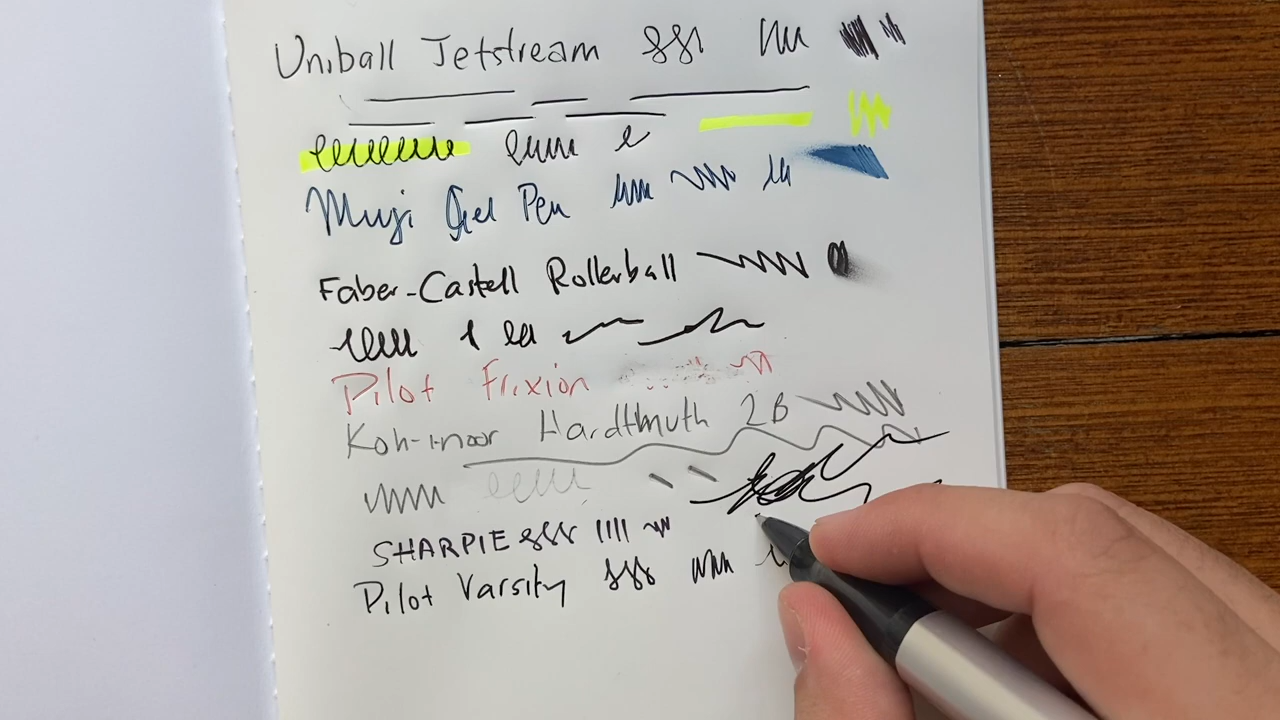 Uniball Jetstream
Muji Gel Pen
Faber-Castell Rollerball
Pilot Frixion
Koh-i-noor Hardtmuth 2B
SHARPIE
Pilot Varsity